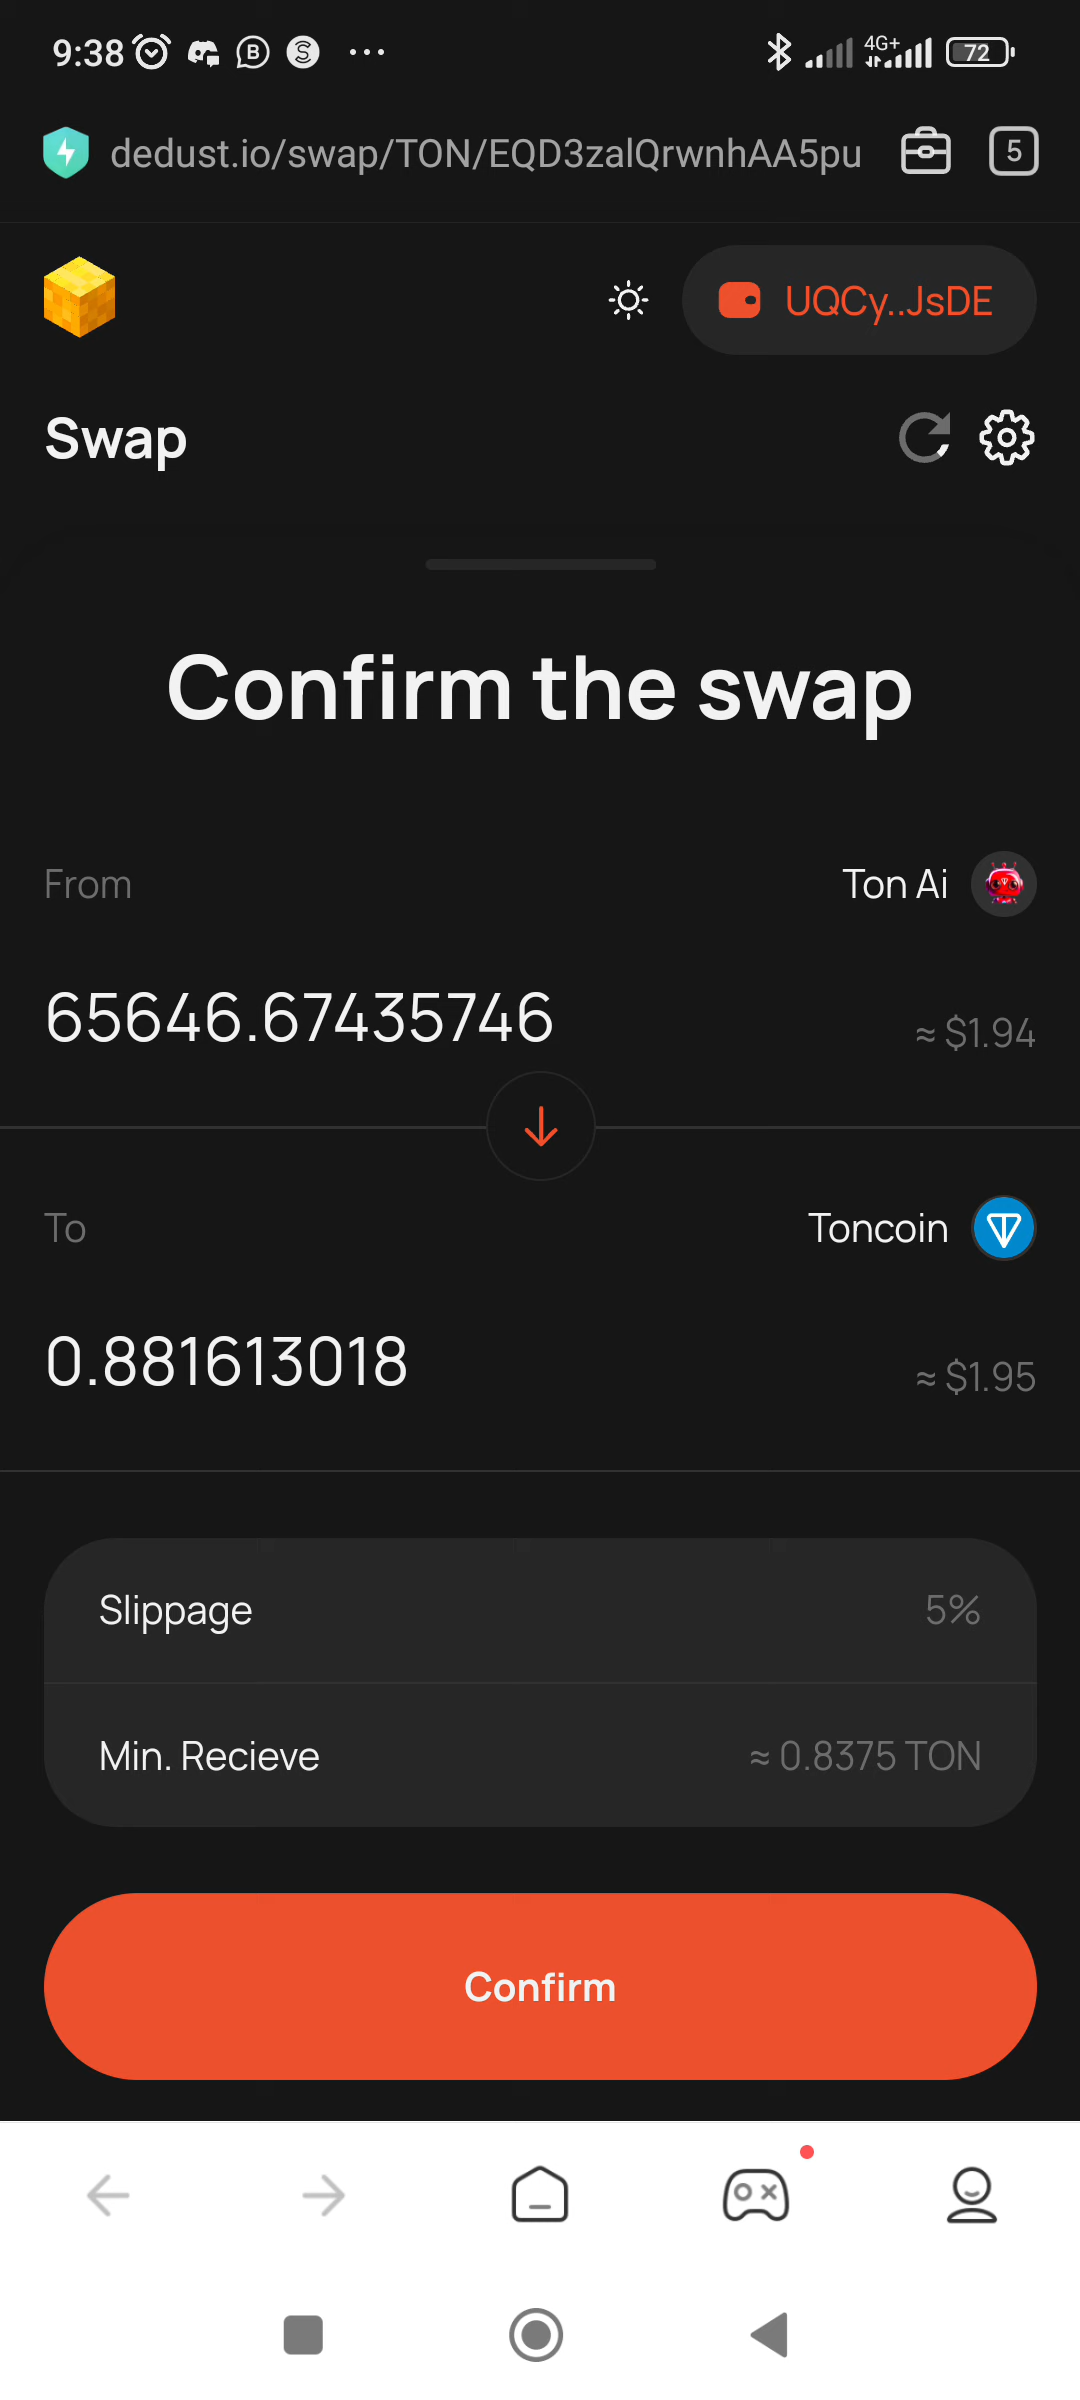 9:38
4G+
72
dedust.io/swap/TON/EQD3zalQrwnhAA5pu
5
UQCy..JsDE
Swap
Confirm the swap
From
Ton Ai
65646.67435746
≈ $1.94
To
Toncoin
0.881613018
≈ $1.95
Slippage
5%
Min. Recieve
≈ 0.8375 TON
Confirm